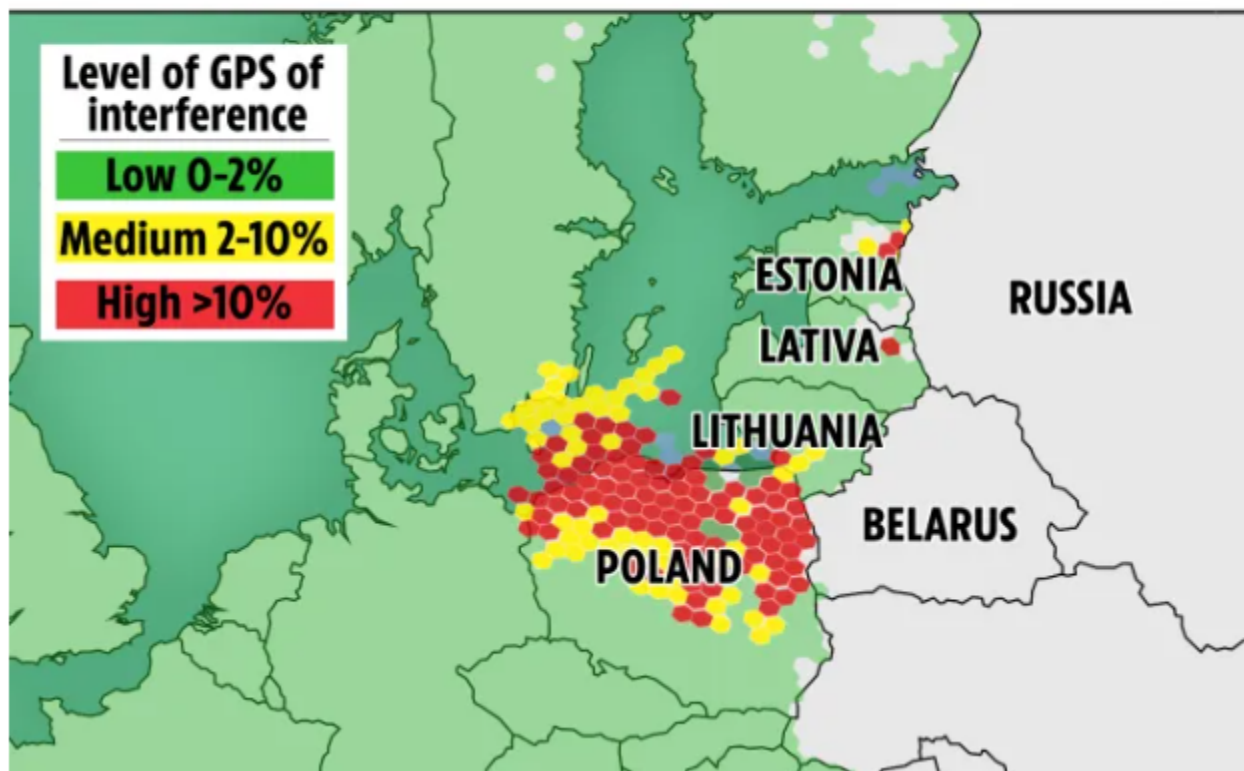 Level of GPS of
interference
Low 0-2%
Medium 2-10%
High >10%
ESTONIA
RUSSIA
LATIVA
LITHUANIA
BELARUS
POLAND